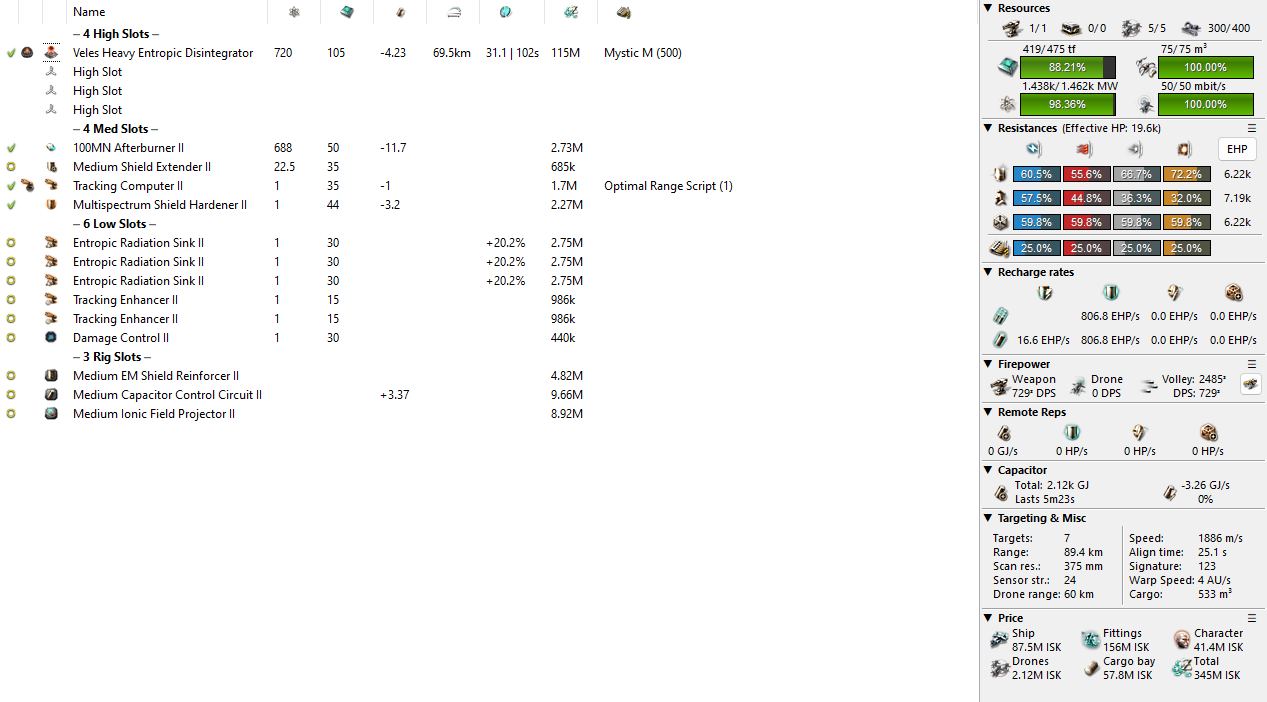 Name
– 4 High Slots –
Veles Heavy Entropic Disintegrator 720 105 -4.23 69.5km 31.1 | 102s 115M Mystic M (500)
High Slot
High Slot
High Slot
– 4 Med Slots –
100MN Afterburner II 688 50 -11.7 2.73M
Medium Shield Extender II 22.5 35 685k
Tracking Computer II 1 35 -1 1.7M Optimal Range Script (1)
Multispectrum Shield Hardener II 1 44 -3.2 2.27M
– 6 Low Slots –
Entropic Radiation Sink II 1 30 +20.2% 2.75M
Entropic Radiation Sink II 1 30 +20.2% 2.75M
Entropic Radiation Sink II 1 30 +20.2% 2.75M
Tracking Enhancer II 1 15 986k
Tracking Enhancer II 1 15 986k
Damage Control II 1 30 440k
– 3 Rig Slots –
Medium EM Shield Reinforcer II 4.82M
Medium Capacitor Control Circuit II +3.37 9.66M
Medium Ionic Field Projector II 8.92M
Resources
1/1 0/0 5/5 300/400
419/475 tf 75/75 m³
88.21% 100.00%
1.438k/1.462k MW 50/50 mbit/s
98.36% 100.00%
Resistances (Effective HP: 19.6k)
EHP
60.5% 55.6% 66.7% 72.2% 6.22k
57.5% 44.8% 36.3% 32.0% 7.19k
59.8% 59.8% 59.8% 59.8% 6.22k
25.0% 25.0% 25.0% 25.0%
Recharge rates
806.8 EHP/s 0.0 EHP/s 0.0 EHP/s
16.6 EHP/s 806.8 EHP/s 0.0 EHP/s 0.0 EHP/s
Firepower
Weapon Drone Volley: 2485ˢ
729ˢ DPS 0 DPS DPS: 729ˢ
Remote Reps
0 GJ/s 0 HP/s 0 HP/s 0 HP/s
Capacitor
Total: 2.12k GJ -3.26 GJ/s
Lasts 5m23s 0%
Targeting & Misc
Targets: 7 Speed: 1886 m/s
Range: 89.4 km Align time: 25.1 s
Scan res.: 375 mm Signature: 123
Sensor str.: 24 Warp Speed: 4 AU/s
Drone range: 60 km Cargo: 533 m³
Price
Ship Fittings Character
87.5M ISK 156M ISK 41.4M ISK
Drones Cargo bay Total
2.12M ISK 57.8M ISK 345M ISK